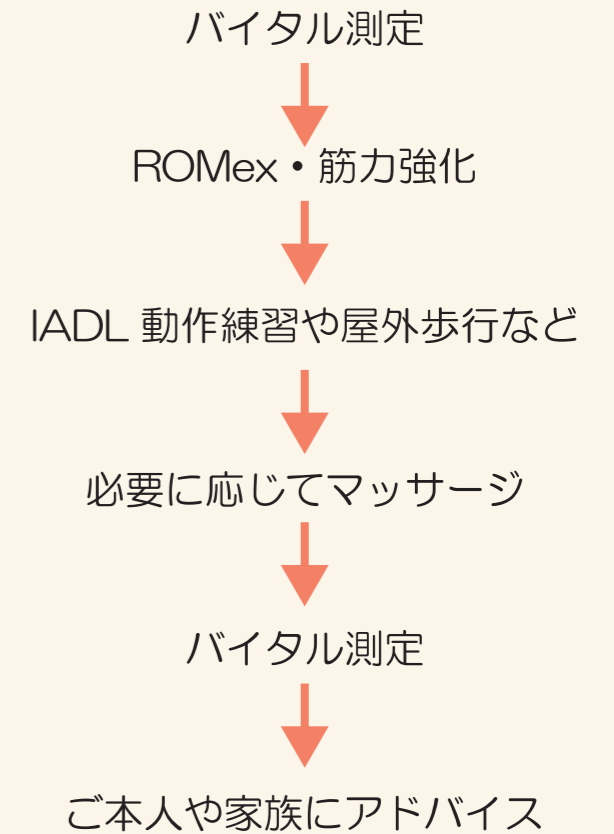 バイタル測定
ROMex・筋力強化
IADL 動作練習や屋外歩行など
必要に応じてマッサージ
バイタル測定
ご本人や家族にアドバイス